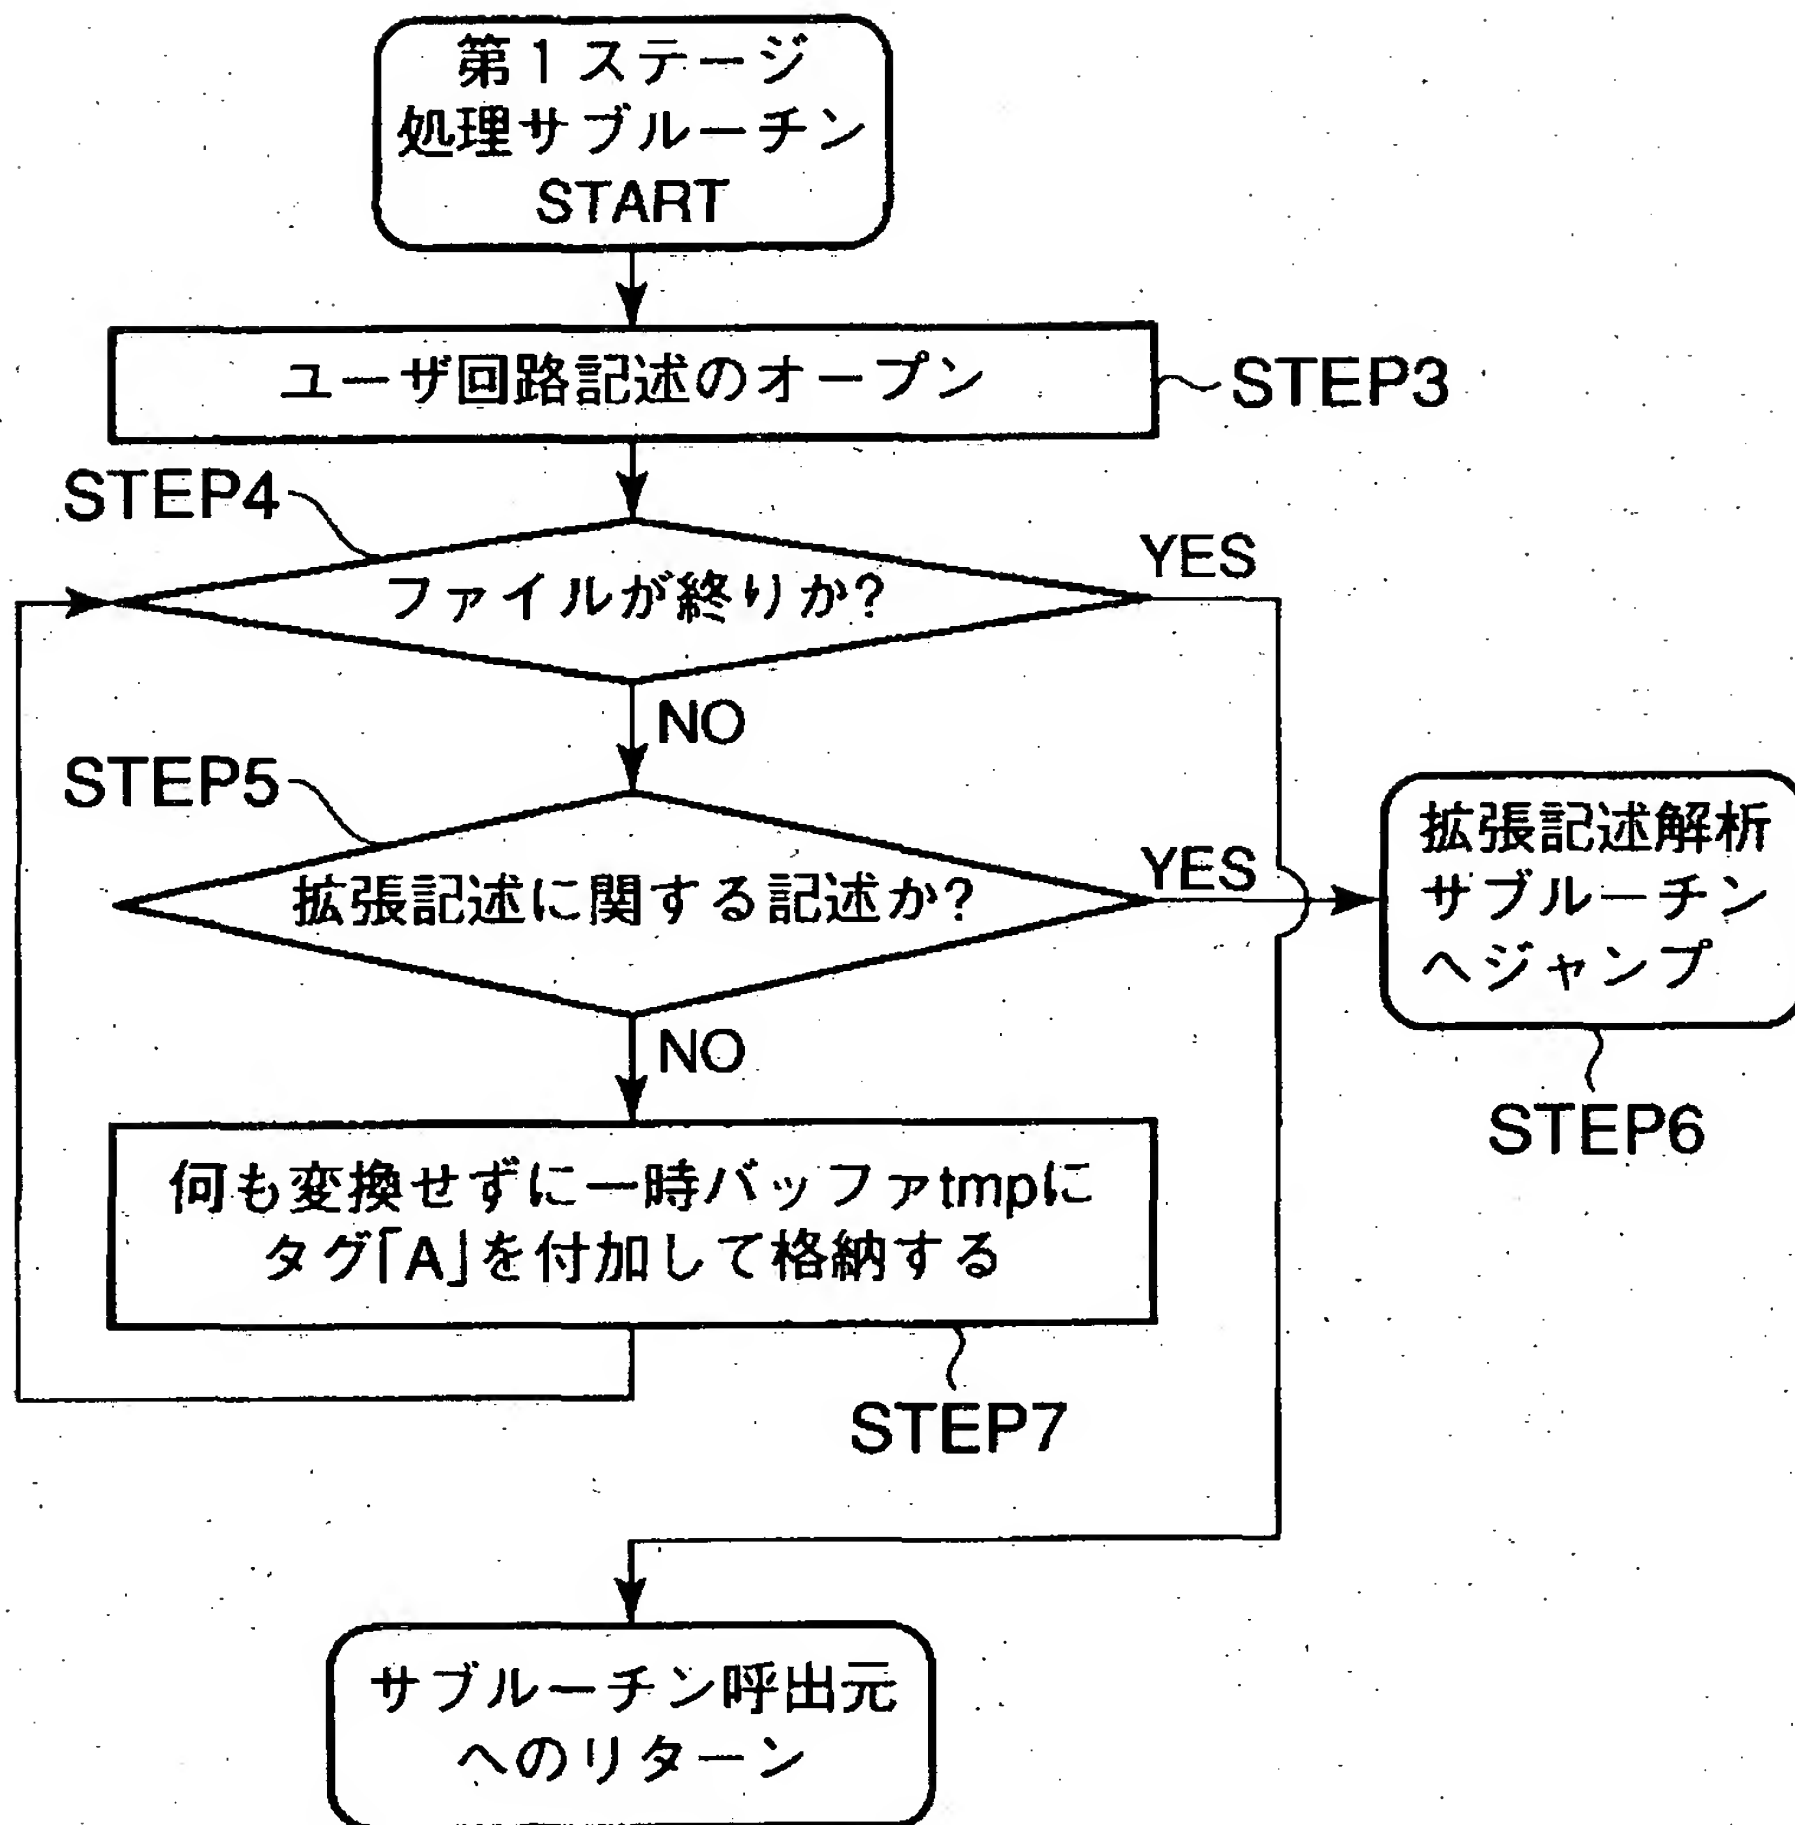 第1ステージ
処理サブルーチン
START
ユーザ回路記述のオープン
STEP3
STEP4
ファイルが終りか?
YES
NO
STEP5
拡張記述に関する記述か?
YES
拡張記述解析
サブルーチン
へジャンプ
STEP6
NO
何も変換せずに一時バッファtmpに
タグ「A」を付加して格納する
STEP7
サブルーチン呼出元
へのリターン